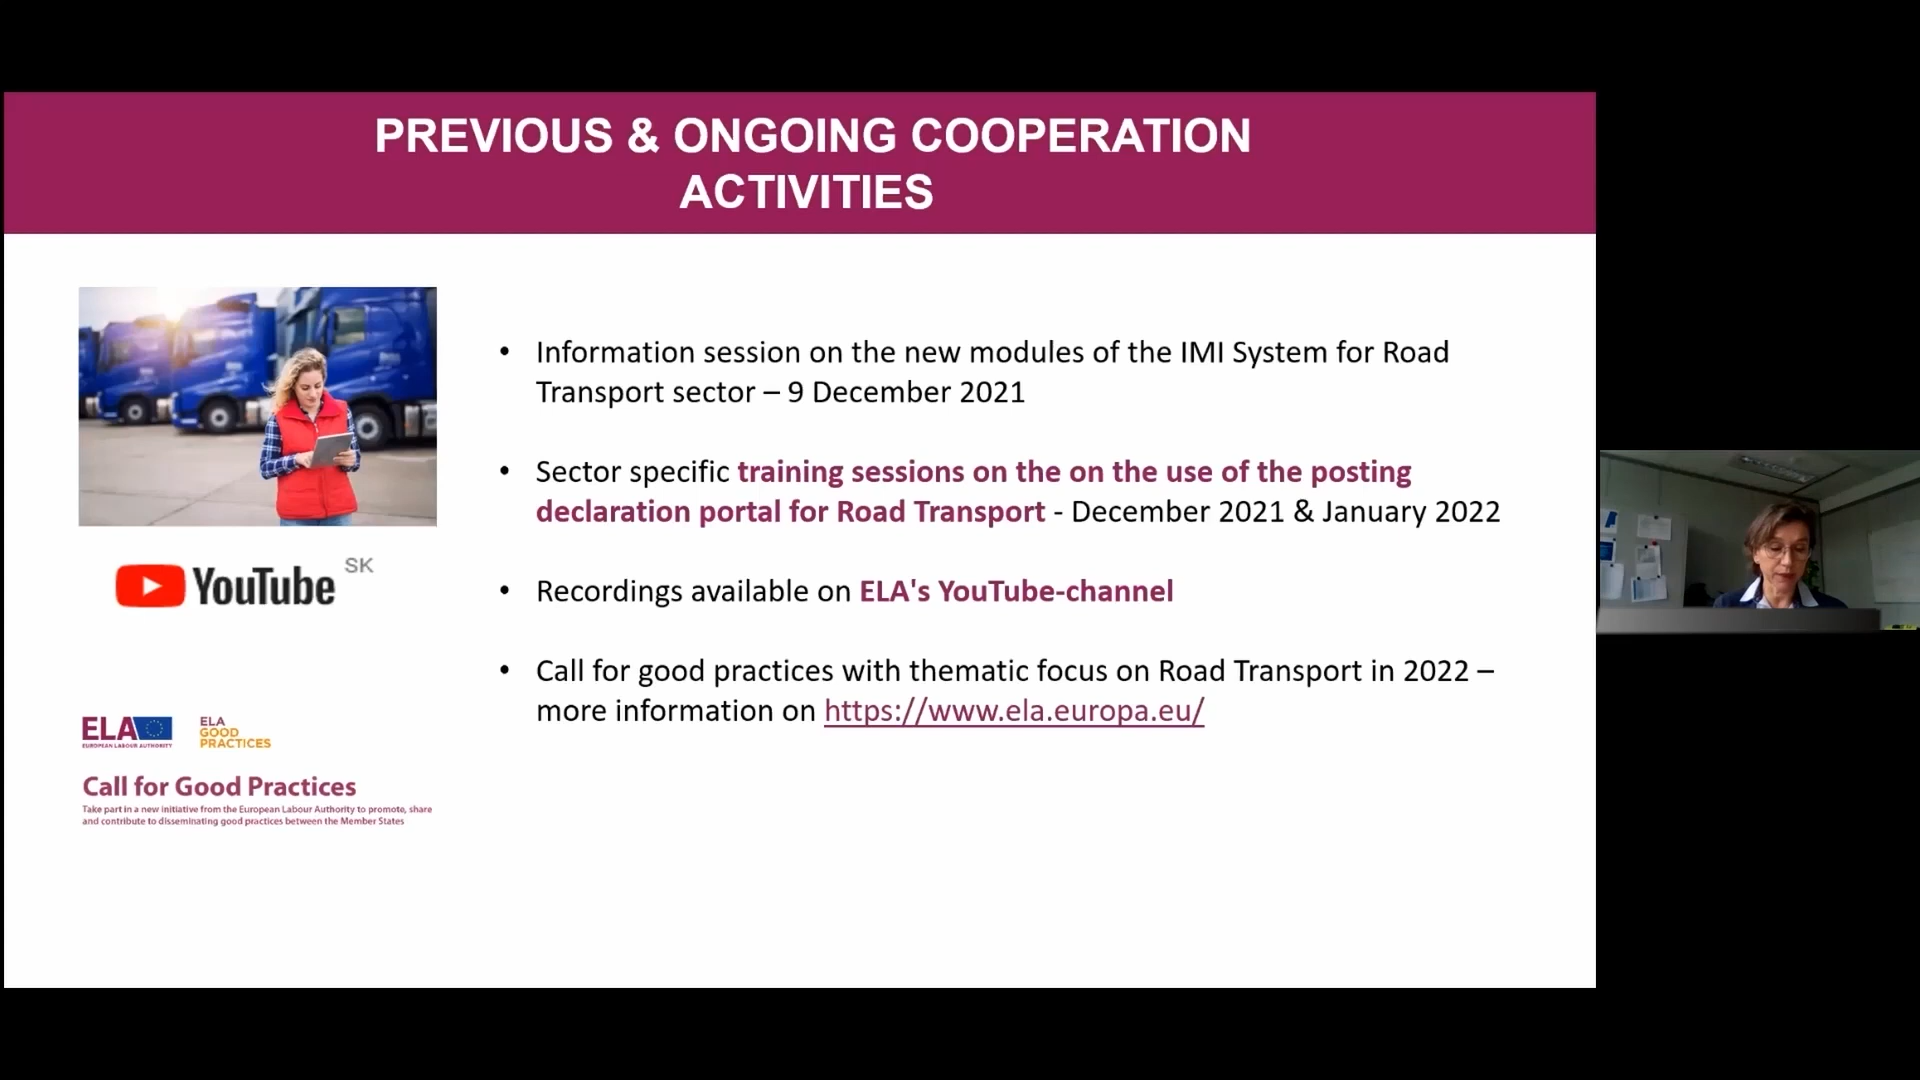 PREVIOUS & ONGOING COOPERATION
ACTIVITIES
• Information session on the new modules of the IMI System for Road
Transport sector – 9 December 2021
• Sector specific training sessions on the on the use of the posting
declaration portal for Road Transport - December 2021 & January 2022
• Recordings available on ELA's YouTube-channel
• Call for good practices with thematic focus on Road Transport in 2022 –
more information on https://www.ela.europa.eu/
YouTube SK
ELA
EUROPEAN LABOUR AUTHORITY
ELA
GOOD
PRACTICES
Call for Good Practices
Take part in a new initiative from the European Labour Authority to promote, share
and contribute to disseminating good practices between the Member States